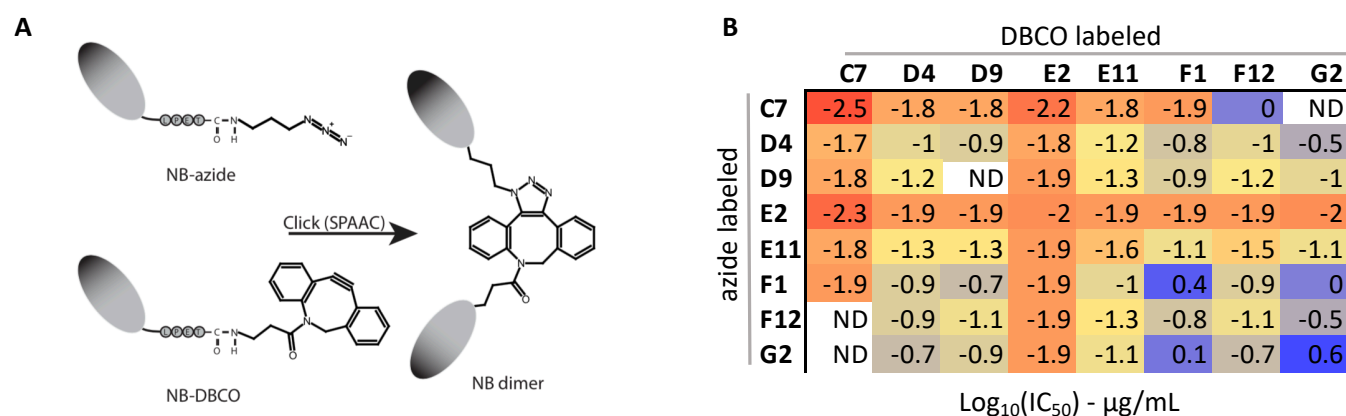 A
L P E T C N H O N N N + −
NB-azide
Click (SPAAC)
L P E T C N H O N O
NB-DBCO
N N N
N
O
NB dimer
B
DBCO labeled
C7 D4 D9 E2 E11 F1 F12 G2
azide labeled
C7 -2.5 -1.8 -1.8 -2.2 -1.8 -1.9 0 ND
D4 -1.7 -1 -0.9 -1.8 -1.2 -0.8 -1 -0.5
D9 -1.8 -1.2 ND -1.9 -1.3 -0.9 -1.2 -1
E2 -2.3 -1.9 -1.9 -2 -1.9 -1.9 -1.9 -2
E11 -1.8 -1.3 -1.3 -1.9 -1.6 -1.1 -1.5 -1.1
F1 -1.9 -0.9 -0.7 -1.9 -1 0.4 -0.9 0
F12 ND -0.9 -1.1 -1.9 -1.3 -0.8 -1.1 -0.5
G2 ND -0.7 -0.9 -1.9 -1.1 0.1 -0.7 0.6
Log₁₀(IC₅₀) - µg/mL